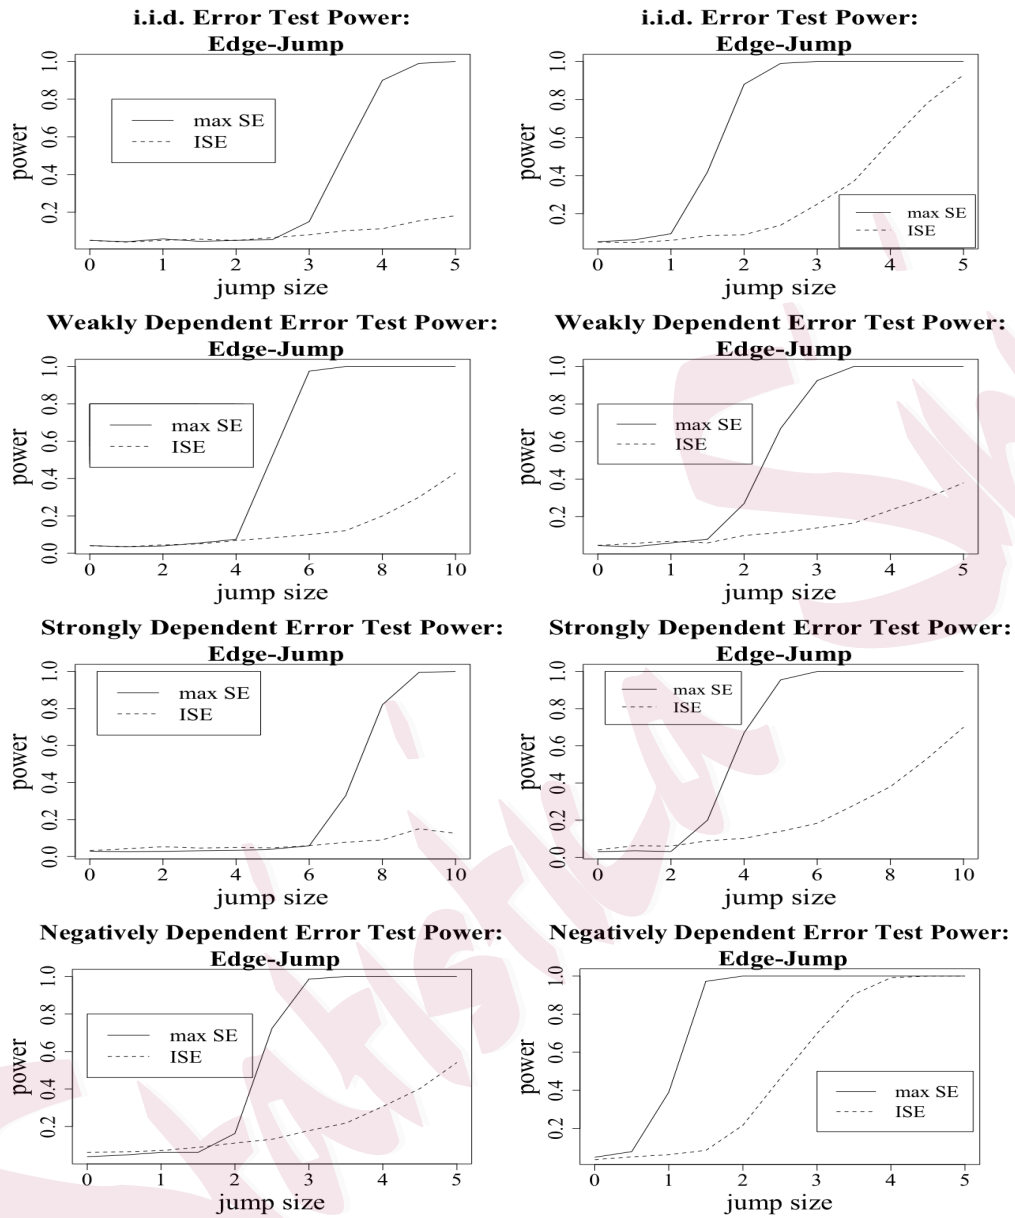 i.i.d. Error Test Power:
Edge-Jump
power
0.2 0.4 0.6 0.8 1.0
max SE
ISE
0 1 2 3 4 5
jump size
i.i.d. Error Test Power:
Edge-Jump
power
0.2 0.4 0.6 0.8 1.0
max SE
ISE
0 1 2 3 4 5
jump size
Weakly Dependent Error Test Power:
Edge-Jump
power
0.0 0.2 0.4 0.6 0.8 1.0
max SE
ISE
0 2 4 6 8 10
jump size
Weakly Dependent Error Test Power:
Edge-Jump
power
0.2 0.4 0.6 0.8 1.0
max SE
ISE
0 1 2 3 4 5
jump size
Strongly Dependent Error Test Power:
Edge-Jump
power
0.0 0.2 0.4 0.6 0.8 1.0
max SE
ISE
0 2 4 6 8 10
jump size
Strongly Dependent Error Test Power:
Edge-Jump
power
0.0 0.2 0.4 0.6 0.8 1.0
max SE
ISE
0 2 4 6 8 10
jump size
Negatively Dependent Error Test Power:
Edge-Jump
power
0.2 0.4 0.6 0.8 1.0
max SE
ISE
0 1 2 3 4 5
jump size
Negatively Dependent Error Test Power:
Edge-Jump
power
0.2 0.4 0.6 0.8 1.0
max SE
ISE
0 1 2 3 4 5
jump size